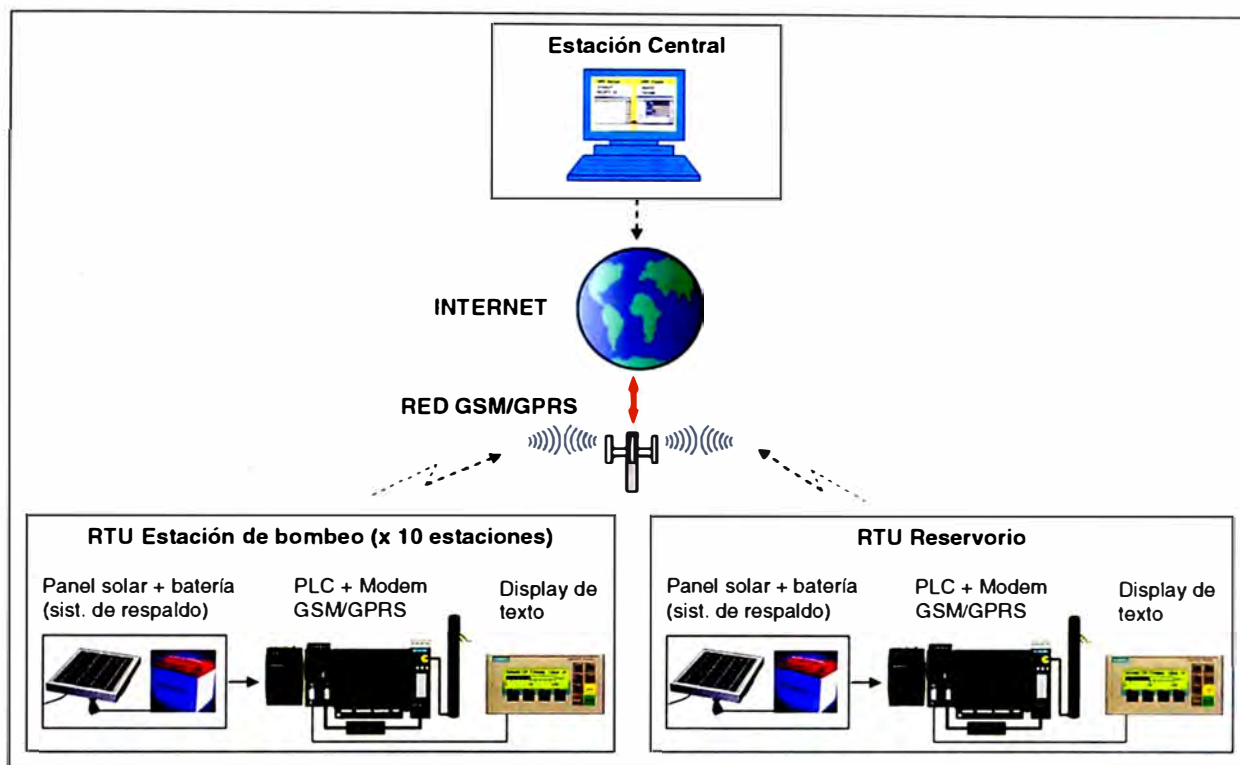 Estación Central
INTERNET
RED GSM/GPRS
RTU Estación de bombeo (x 10 estaciones)
Panel solar + batería
(sist. de respaldo)
PLC + Modem
GSM/GPRS
Display de
texto
RTU Reservorio
Panel solar + batería
(sist. de respaldo)
PLC + Modem
GSM/GPRS
Display de
texto